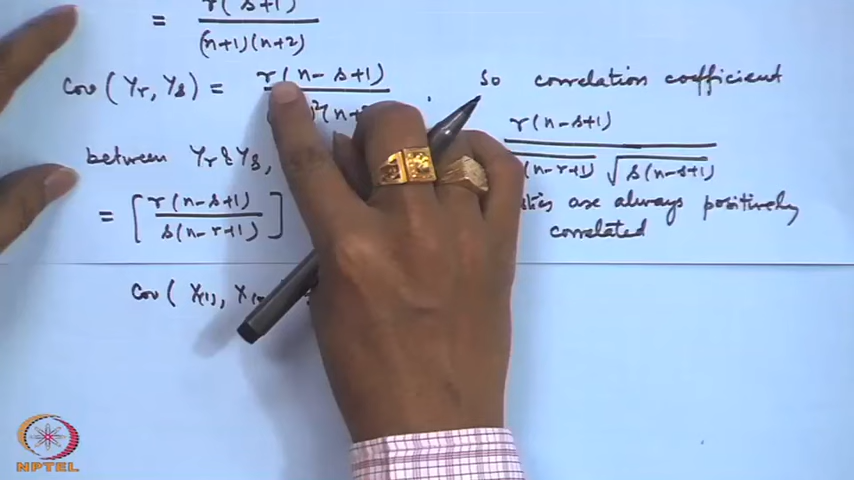 = r(s+1) / (n+1)(n+2)
Cov(Yr, Ys) = r(n-s+1) / 2(n+ . So correlation coefficient
between Yr & Ys, r(n-s+1) / (n-r+1) √s(n-s+1)
= [r(n-s+1) / s(n-r+1)] are always positively
correlated
Cov( X(1), X(
NPTEL